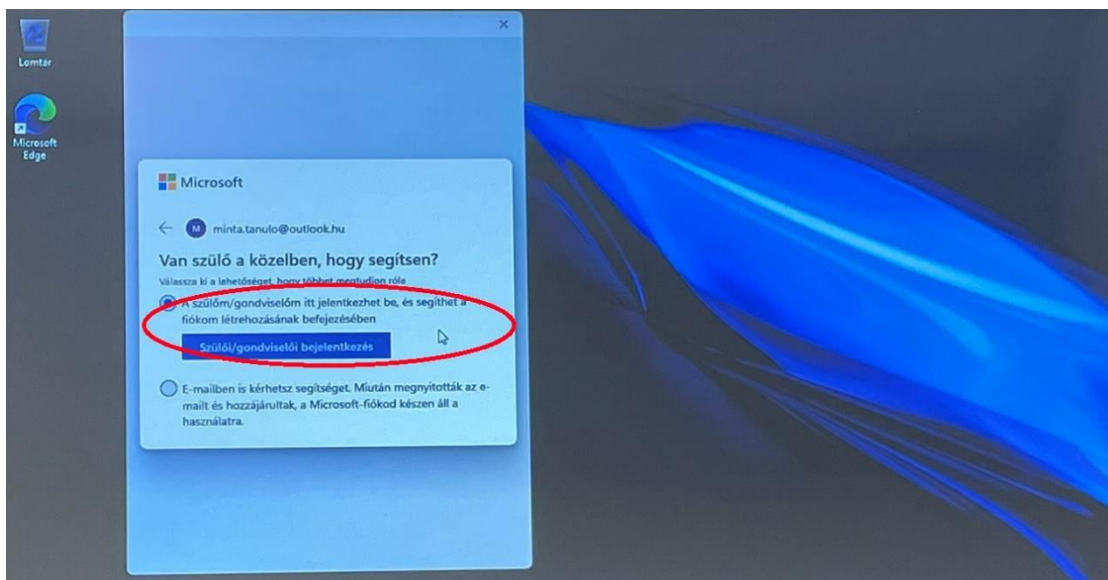 Lomtár
Microsoft
Edge
Microsoft
M minta.tanulo@outlook.hu
Van szülő a közelben, hogy segítsen?
Válassza ki a lehetőséget, hogy többet megtudjon róla
A szülőm/gondviselőm itt jelentkezhet be, és segíthet a
fiókom létrehozásának befejezésében
Szülői/gondviselői bejelentkezés
E-mailben is kérhetsz segítséget. Miután megnyitották az e-
mailt és hozzájárultak, a Microsoft-fiókod készen áll a
használatra.